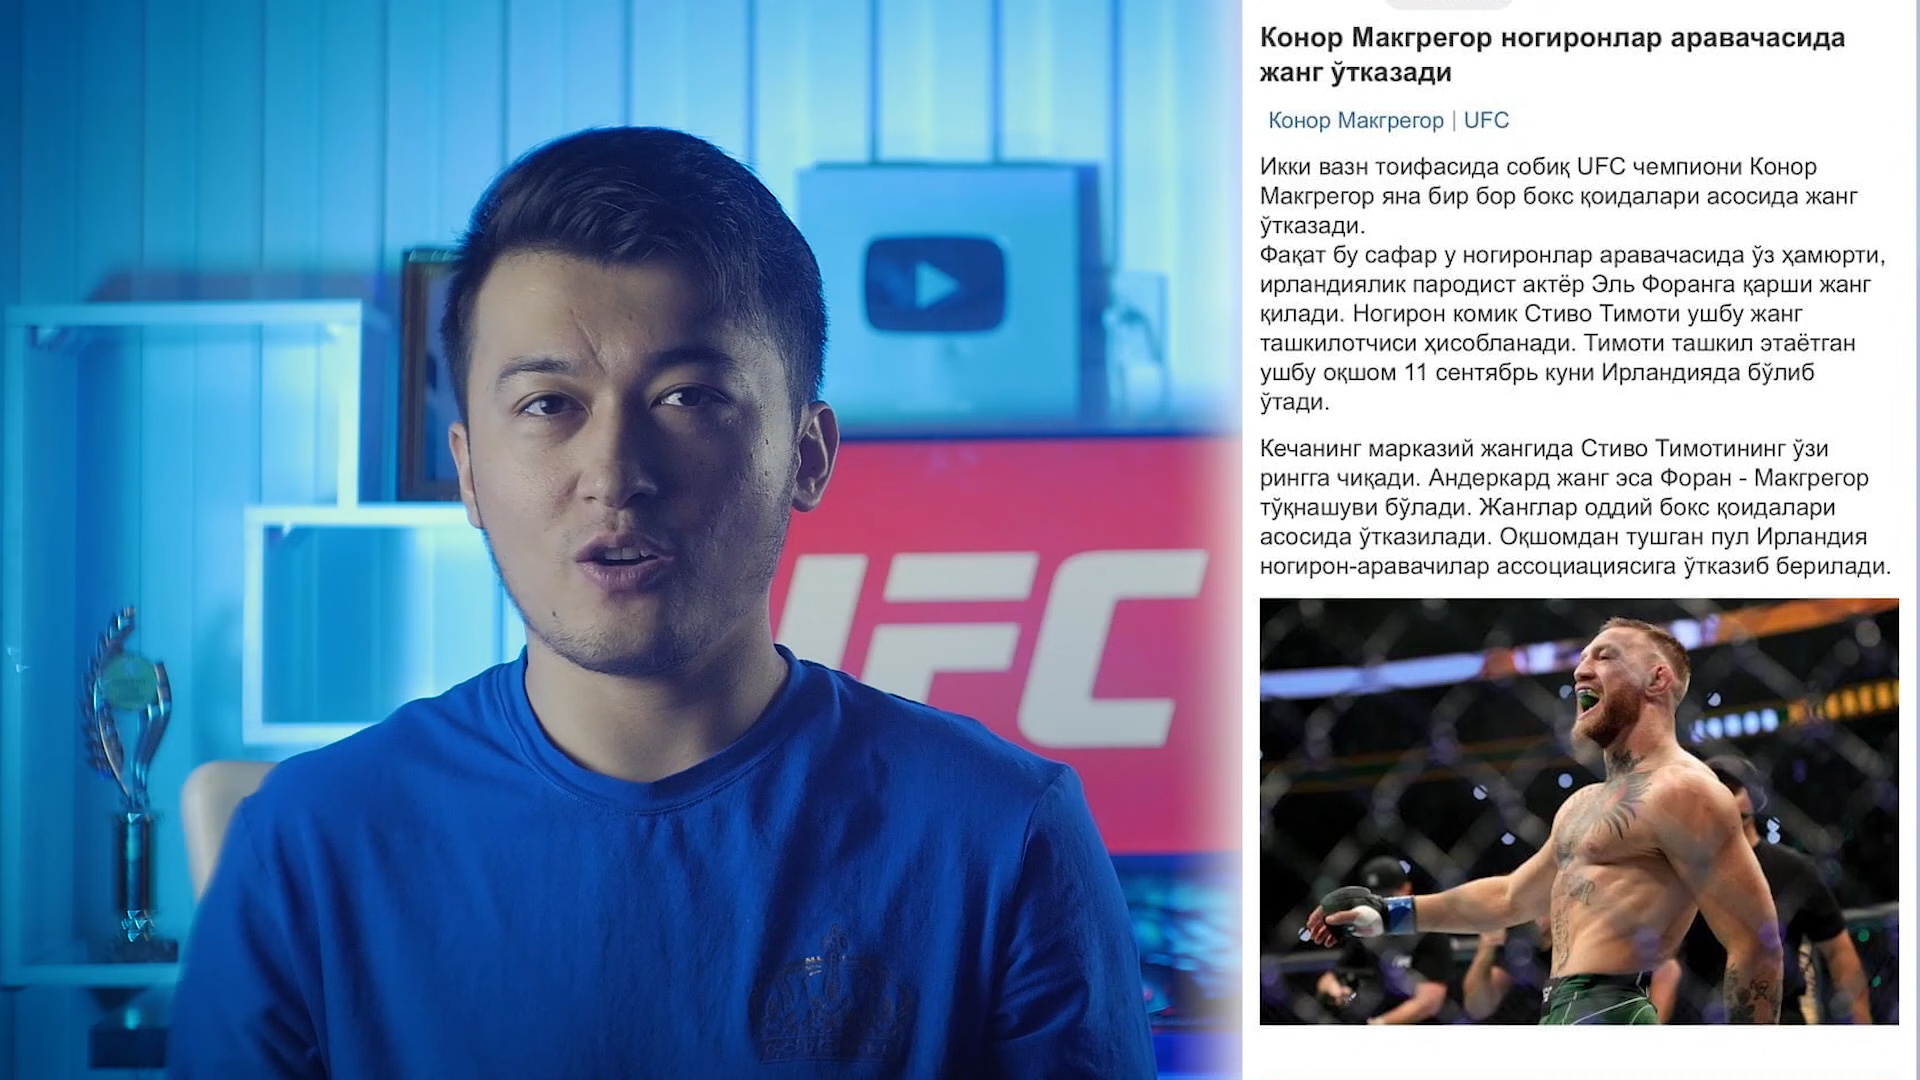 UFC
Конор Макгрегор ногиронлар аравачасида
жанг ўтказади
Конор Макгрегор | UFC
Икки вазн тоифасида собиқ UFC чемпиони Конор
Макгрегор яна бир бор бокс қоидалари асосида жанг
ўтказади.
Фақат бу сафар у ногиронлар аравачасида ўз ҳамюрти,
ирландиялик пародист актёр Эль Форанга қарши жанг
қилади. Ногирон комик Стиво Тимоти ушбу жанг
ташкилотчиси ҳисобланади. Тимоти ташкил этаётган
ушбу оқшом 11 сентябрь куни Ирландияда бўлиб
ўтади.
Кечанинг марказий жангида Стиво Тимотининг ўзи
рингга чиқади. Андеркард жанг эса Форан - Макгрегор
тўқнашуви бўлади. Жанглар оддий бокс қоидалари
асосида ўтказилади. Оқшомдан тушган пул Ирландия
ногирон-аравачилар ассоциациясига ўтказиб берилади.